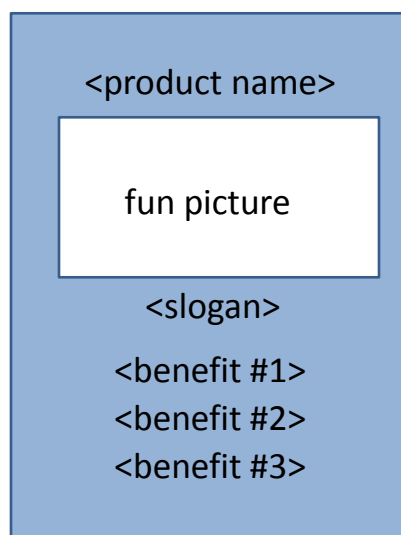 <product name>
fun picture
<slogan>
<benefit #1>
<benefit #2>
<benefit #3>